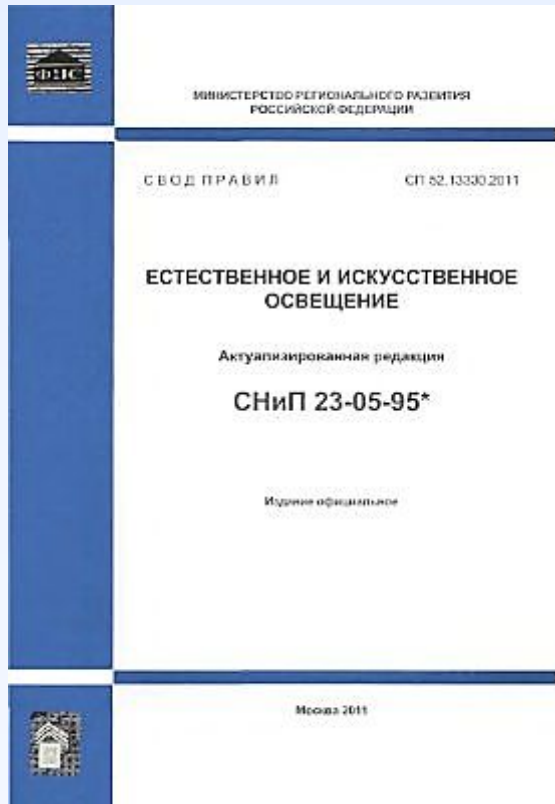 ФЦС
МИНИСТЕРСТВО РЕГИОНАЛЬНОГО РАЗВИТИЯ
РОССИЙСКОЙ ФЕДЕРАЦИИ
СВОД ПРАВИЛ СП 52.13330.2011
ЕСТЕСТВЕННОЕ И ИСКУССТВЕННОЕ
ОСВЕЩЕНИЕ
Актуализированная редакция
СНиП 23-05-95*
Издание официальное
Москва 2011